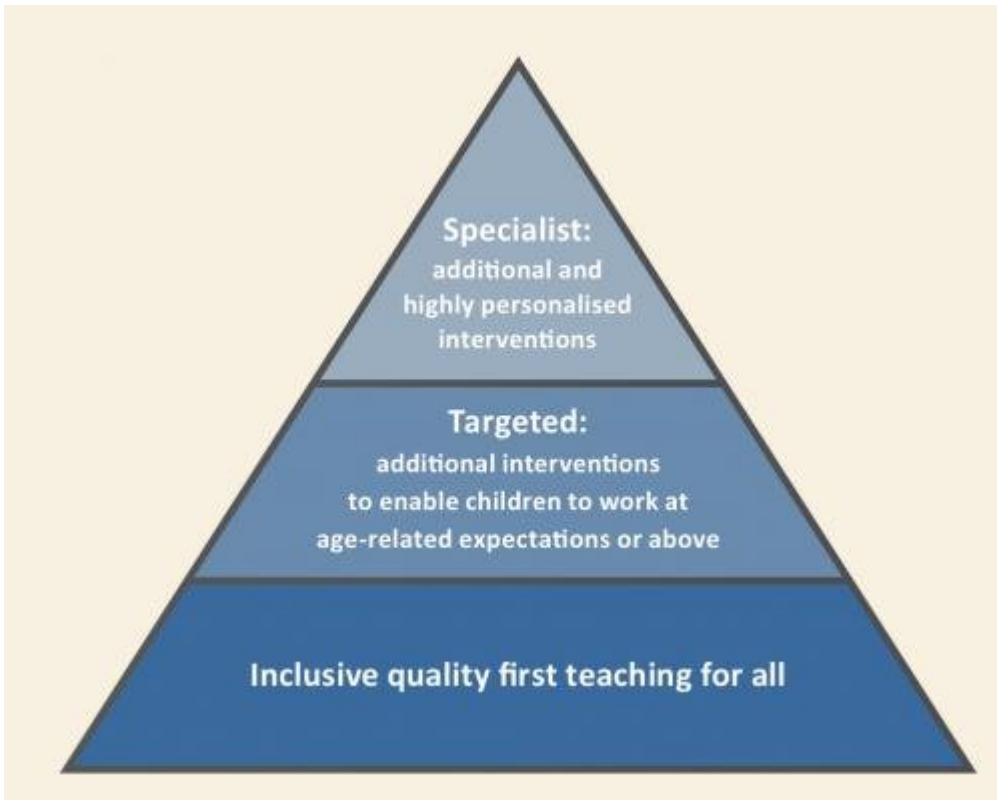 Specialist:
additional and
highly personalised
interventions
Targeted:
additional interventions
to enable children to work at
age-related expectations or above
Inclusive quality first teaching for all